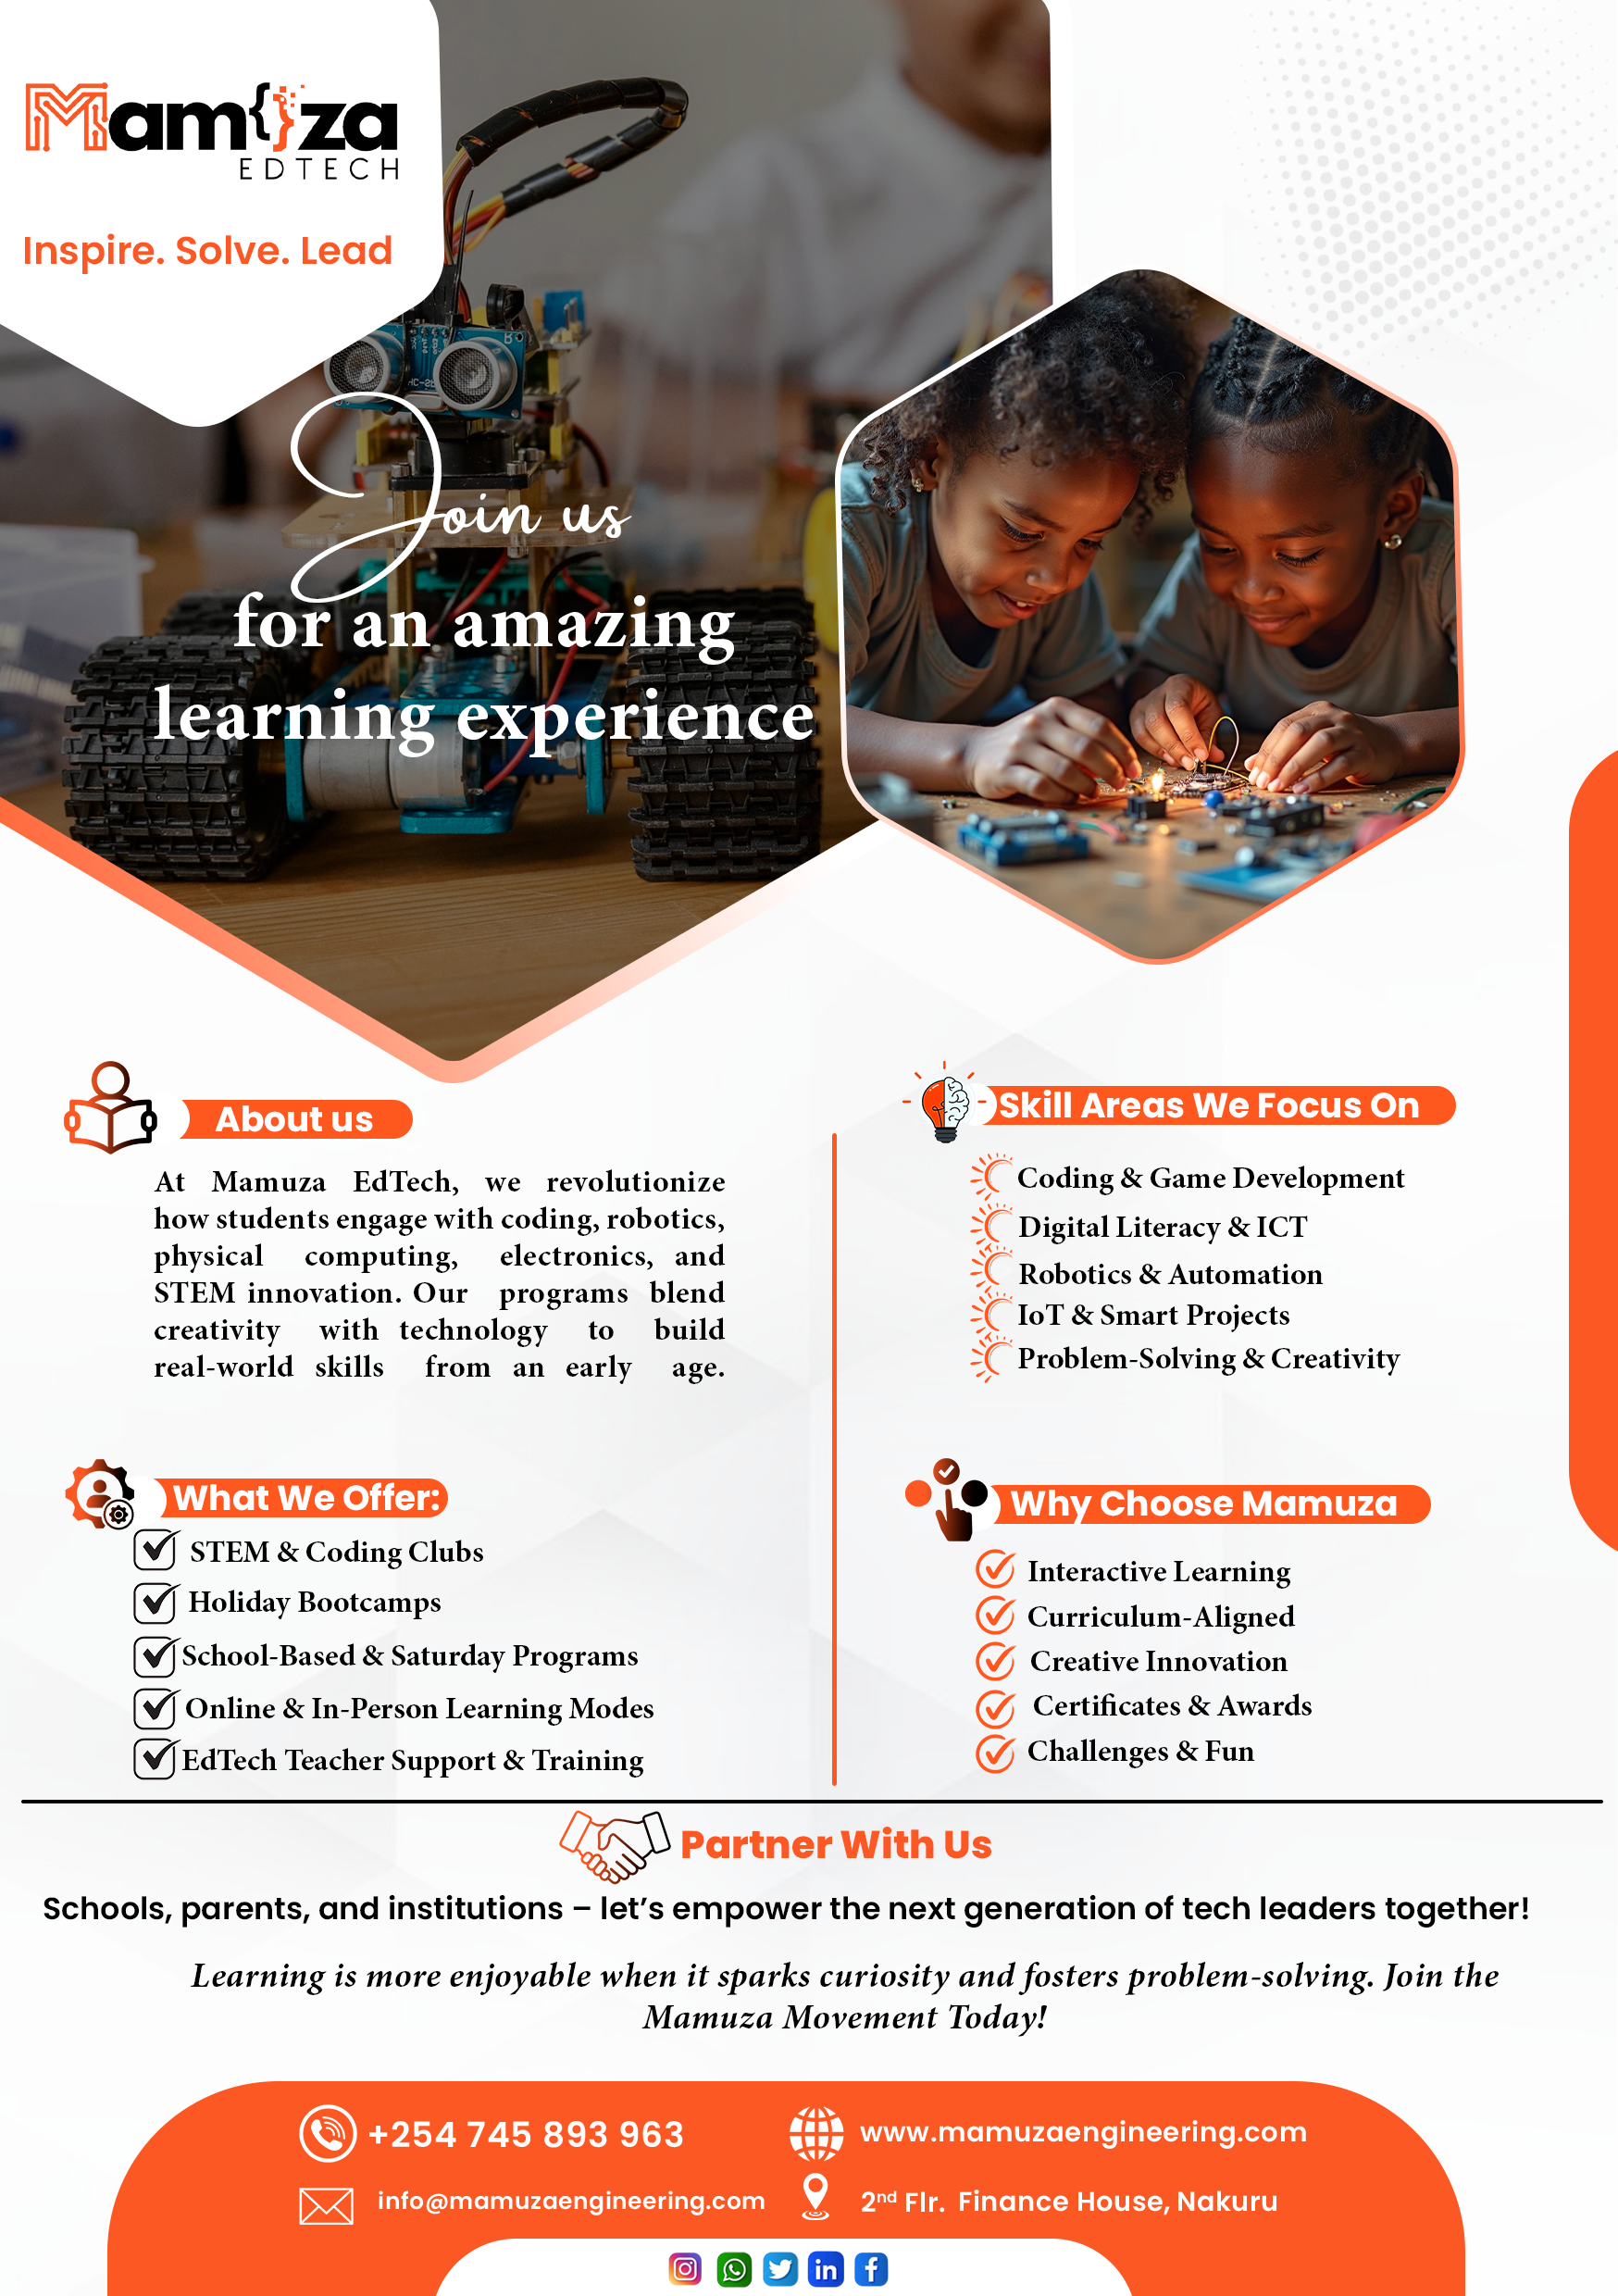 Mam{}za
EDTECH
Inspire. Solve. Lead
Join us
for an amazing
learning experience
About us
At Mamuza EdTech, we revolutionize
how students engage with coding, robotics,
physical computing, electronics, and
STEM innovation. Our programs blend
creativity with technology to build
real-world skills from an early age.
What We Offer:
STEM & Coding Clubs
Holiday Bootcamps
School-Based & Saturday Programs
Online & In-Person Learning Modes
EdTech Teacher Support & Training
Skill Areas We Focus On
Coding & Game Development
Digital Literacy & ICT
Robotics & Automation
IoT & Smart Projects
Problem-Solving & Creativity
Why Choose Mamuza
Interactive Learning
Curriculum-Aligned
Creative Innovation
Certificates & Awards
Challenges & Fun
Partner With Us
Schools, parents, and institutions – let’s empower the next generation of tech leaders together!
Learning is more enjoyable when it sparks curiosity and fosters problem-solving. Join the
Mamuza Movement Today!
+254 745 893 963
www.mamuzaengineering.com
info@mamuzaengineering.com
2nd Flr. Finance House, Nakuru